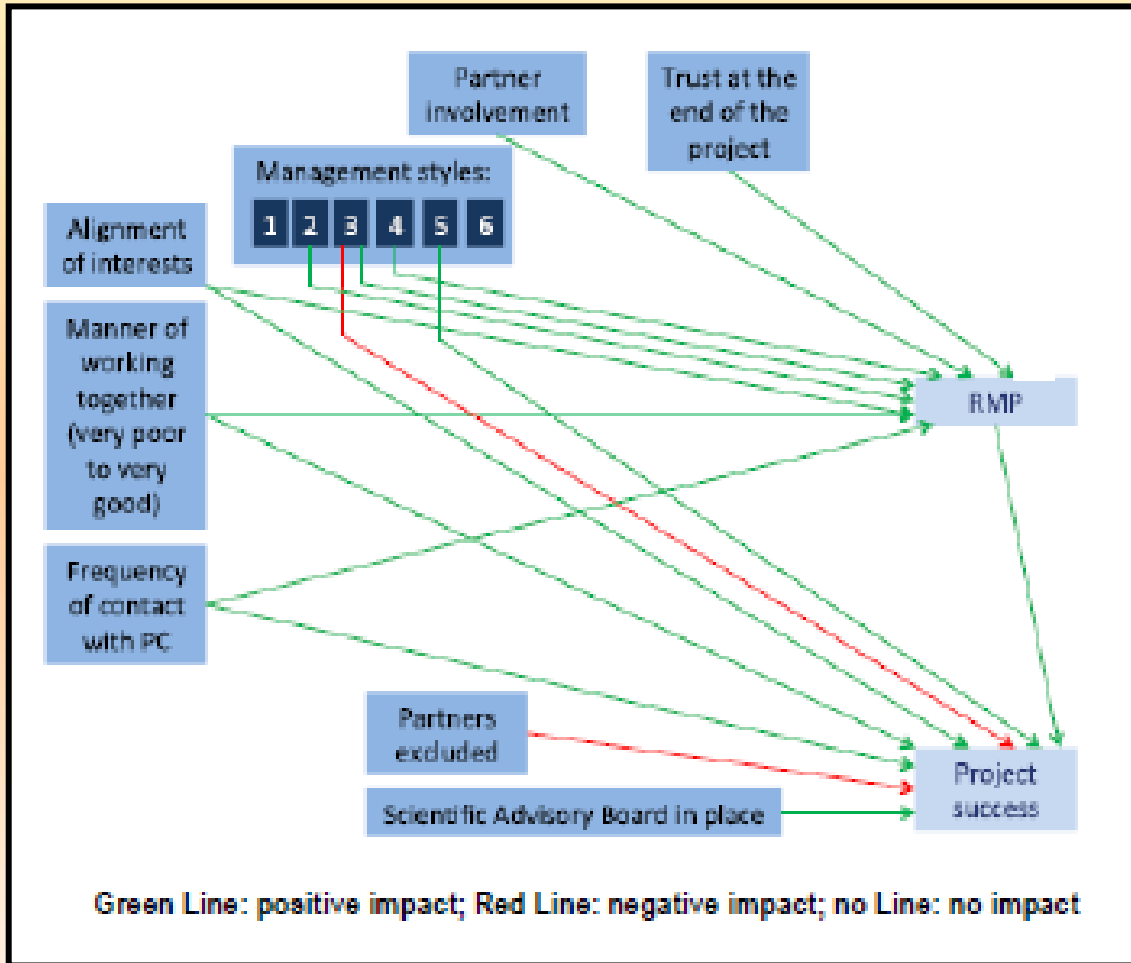 Partner
involvement
Trust at the
end of the
project
Management styles:
1 2 3 4 5 6
Alignment
of interests
Manner of
working
together
(very poor
to very
good)
RMP
Frequency
of contact
with PC
Partners
excluded
Project
success
Scientific Advisory Board in place
Green Line: positive impact; Red Line: negative impact; no Line: no impact